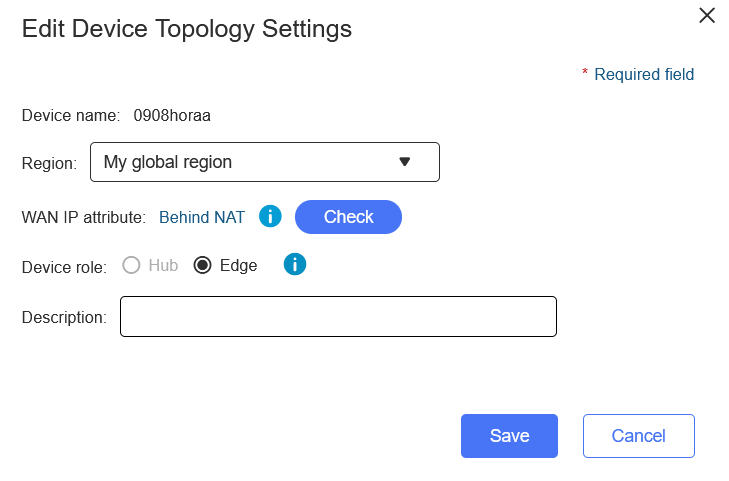 Edit Device Topology Settings
* Required field
Device name: 0908horaa
Region: My global region
WAN IP attribute: Behind NAT i Check
Device role: Hub Edge i
Description:
Save Cancel